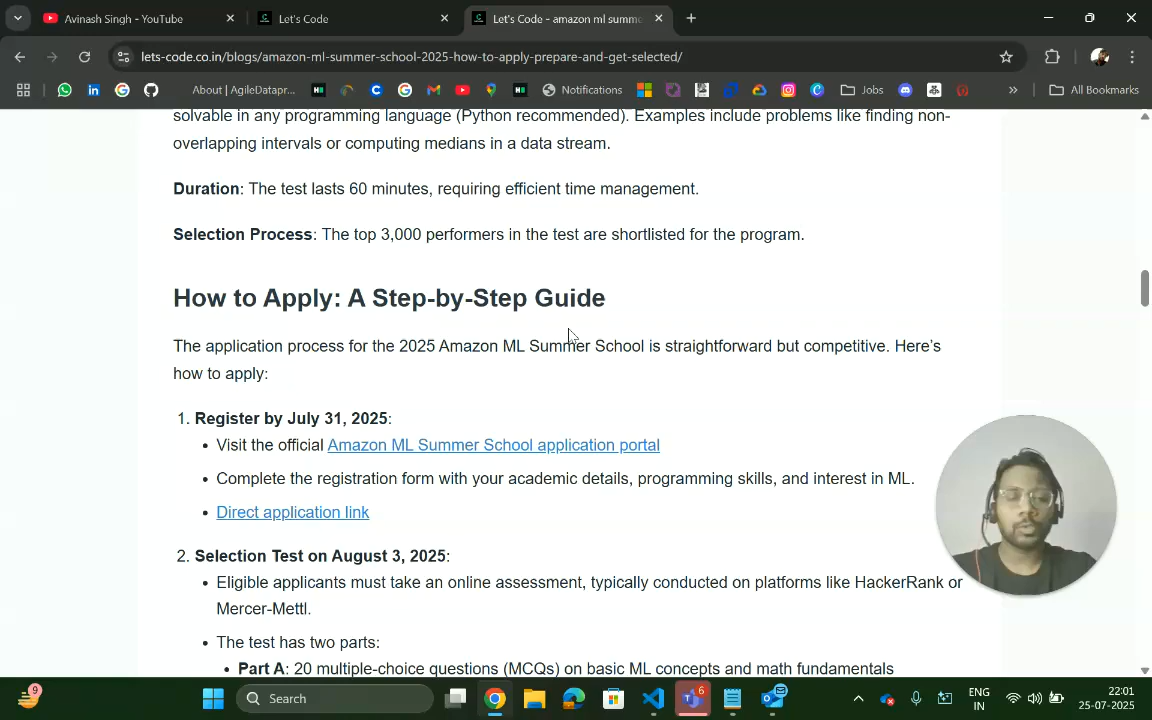 Avinash Singh - YouTube
Let's Code
Let's Code - amazon ml summe
lets-code.co.in/blogs/amazon-ml-summer-school-2025-how-to-apply-prepare-and-get-selected/
About | AgileDatapr...
Notifications
Jobs
All Bookmarks
solvable in any programming language (Python recommended). Examples include problems like finding non-
overlapping intervals or computing medians in a data stream.
Duration: The test lasts 60 minutes, requiring efficient time management.
Selection Process: The top 3,000 performers in the test are shortlisted for the program.
How to Apply: A Step-by-Step Guide
The application process for the 2025 Amazon ML Summer School is straightforward but competitive. Here’s
how to apply:
1. Register by July 31, 2025:
• Visit the official Amazon ML Summer School application portal
• Complete the registration form with your academic details, programming skills, and interest in ML.
• Direct application link
2. Selection Test on August 3, 2025:
• Eligible applicants must take an online assessment, typically conducted on platforms like HackerRank or
Mercer-Mettl.
• The test has two parts:
• Part A: 20 multiple-choice questions (MCQs) on basic ML concepts and math fundamentals
9
Search
6
ENG
IN
22:01
25-07-2025